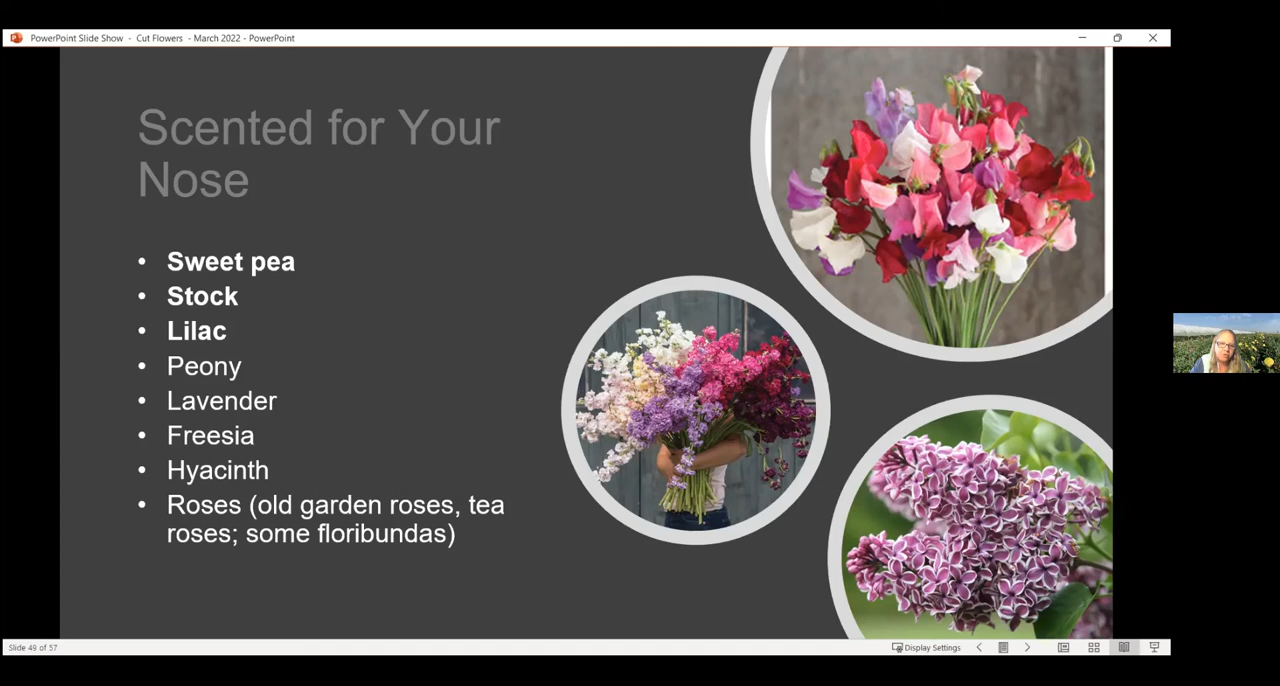 PowerPoint Slide Show - Cut Flowers - March 2022 - PowerPoint
Scented for Your
Nose
• Sweet pea
• Stock
• Lilac
• Peony
• Lavender
• Freesia
• Hyacinth
• Roses (old garden roses, tea
roses; some floribundas)
Slide 49 of 57
Display Settings